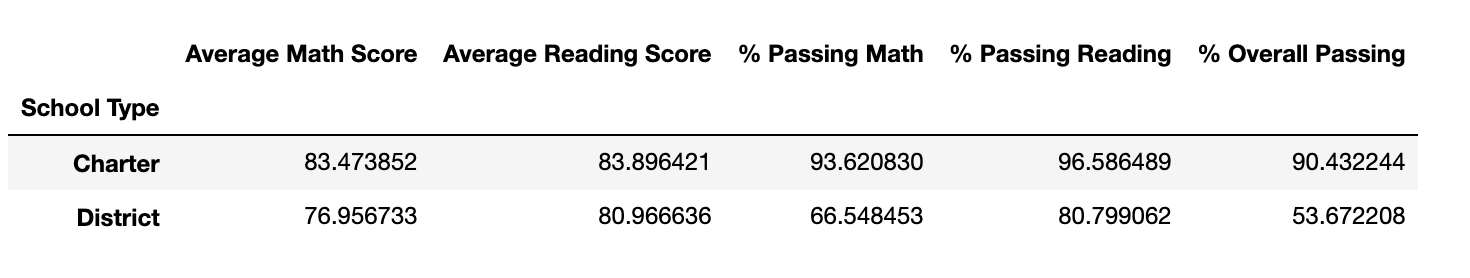 Average Math Score Average Reading Score % Passing Math % Passing Reading % Overall Passing
School Type
Charter 83.473852 83.896421 93.620830 96.586489 90.432244
District 76.956733 80.966636 66.548453 80.799062 53.672208